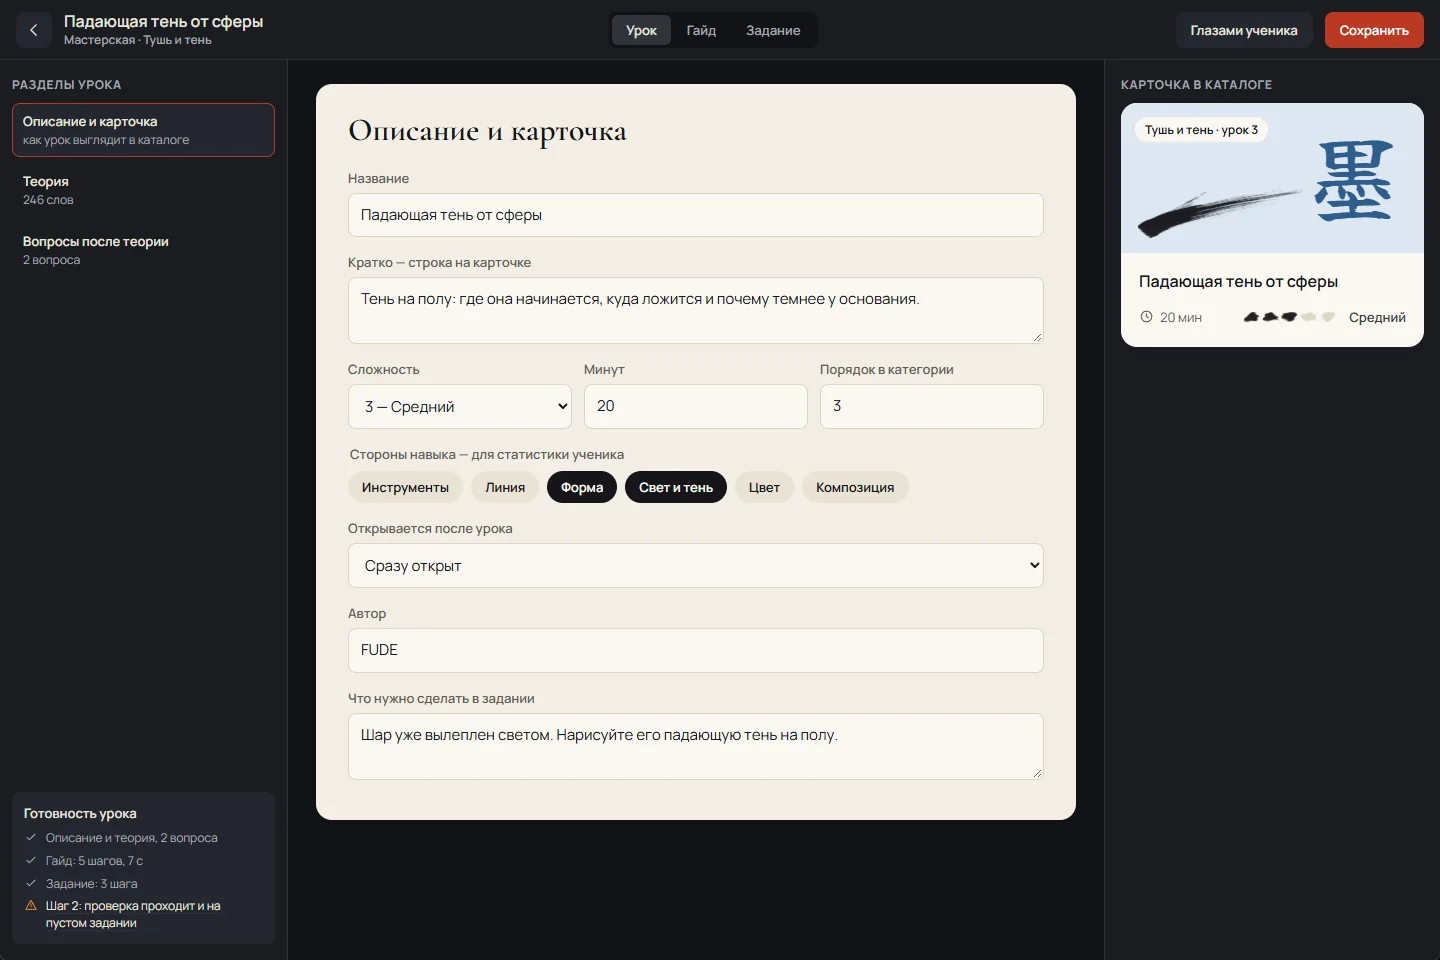 Падающая тень от сферы
Мастерская · Тушь и тень
Урок
Гайд
Задание
Глазами ученика
Сохранить
РАЗДЕЛЫ УРОКА
Описание и карточка
как урок выглядит в каталоге
Теория
246 слов
Вопросы после теории
2 вопроса
Готовность урока
Описание и теория, 2 вопроса
Гайд: 5 шагов, 7 с
Задание: 3 шага
Шаг 2: проверка проходит и на
пустом задании
Описание и карточка
Название
Падающая тень от сферы
Кратко — строка на карточке
Тень на полу: где она начинается, куда ложится и почему темнее у основания.
Сложность
Минут
Порядок в категории
3 — Средний
20
3
Стороны навыка — для статистики ученика
Инструменты
Линия
Форма
Свет и тень
Цвет
Композиция
Открывается после урока
Сразу открыт
Автор
FUDE
Что нужно сделать в задании
Шар уже вылеплен светом. Нарисуйте его падающую тень на полу.
КАРТОЧКА В КАТАЛОГЕ
Тушь и тень · урок 3
墨
Падающая тень от сферы
20 мин
Средний